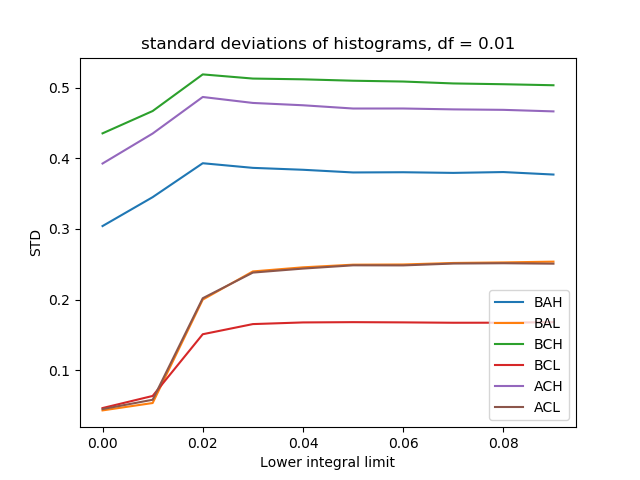 standard deviations of histograms, df = 0.01
0.5
0.4
0.3
0.2
0.1
STD
0.00
0.02
0.04
0.06
0.08
Lower integral limit
BAH
BAL
BCH
BCL
ACH
ACL